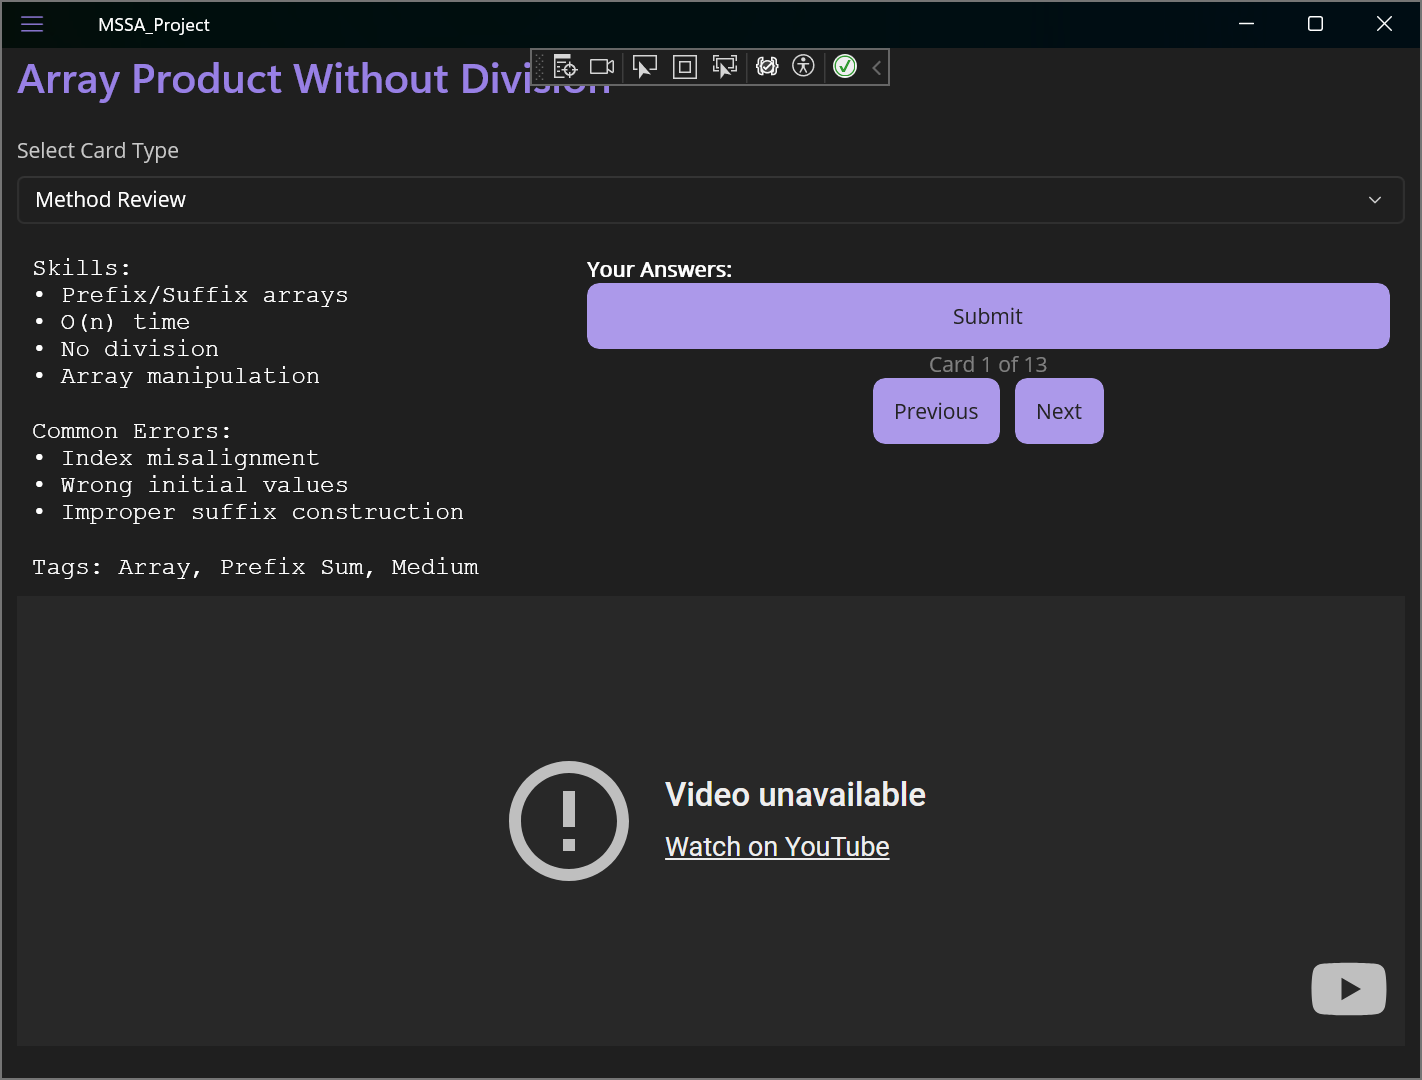 MSSA_Project
Array Product Without Division
Select Card Type
Method Review
Skills:
• Prefix/Suffix arrays
• O(n) time
• No division
• Array manipulation
Common Errors:
• Index misalignment
• Wrong initial values
• Improper suffix construction
Tags: Array, Prefix Sum, Medium
Your Answers:
Submit
Card 1 of 13
Previous Next
Video unavailable
Watch on YouTube